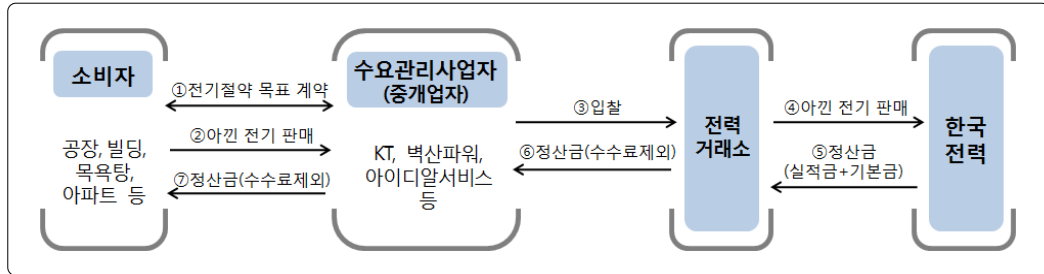 소비자
공장, 빌딩,
목욕탕,
아파트 등
①전기절약 목표 계약
②아낀 전기 판매
⑦정산금(수수료제외)
수요관리사업자
(중개업자)
KT, 벽산파워,
아이디알서비스
등
③입찰
⑥정산금(수수료제외)
전력
거래소
④아낀 전기 판매
⑤정산금
(실적금+기본금)
한국
전력